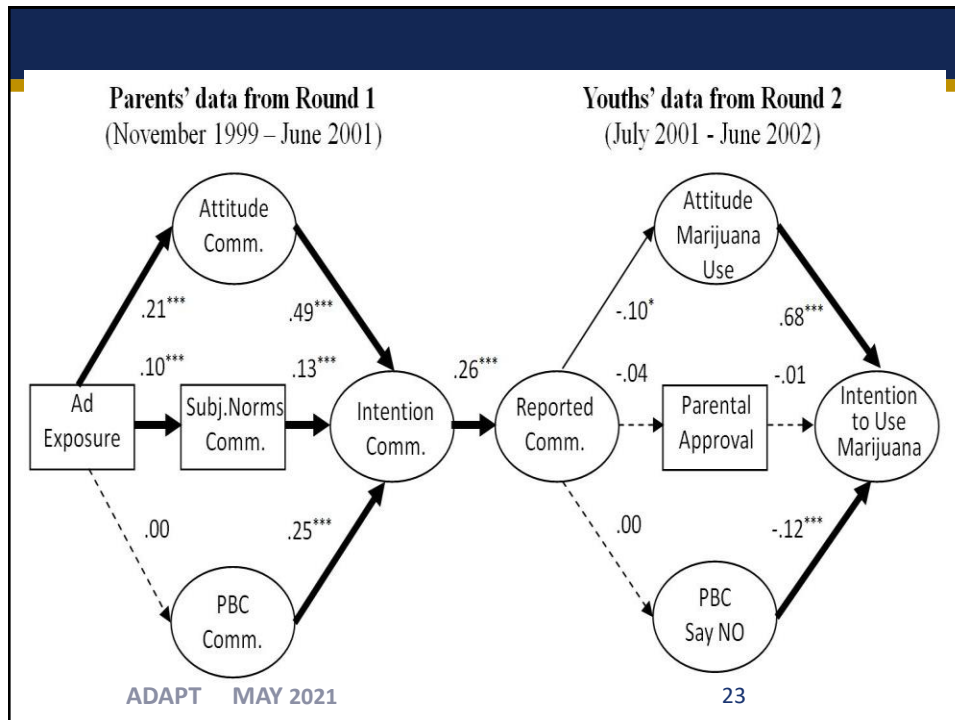 Parents' data from Round 1
(November 1999 – June 2001)
Youths' data from Round 2
(July 2001 - June 2002)
Attitude
Comm.
Attitude
Marijuana
Use
.21***
.49***
-.10*
.68***
.10***
.13***
.26***
-.04
-.01
Ad
Exposure
Subj.Norms
Comm.
Intention
Comm.
Reported
Comm.
Parental
Approval
Intention
to Use
Marijuana
.00
.25***
.00
-.12***
PBC
Comm.
PBC
Say NO
ADAPT MAY 2021
23